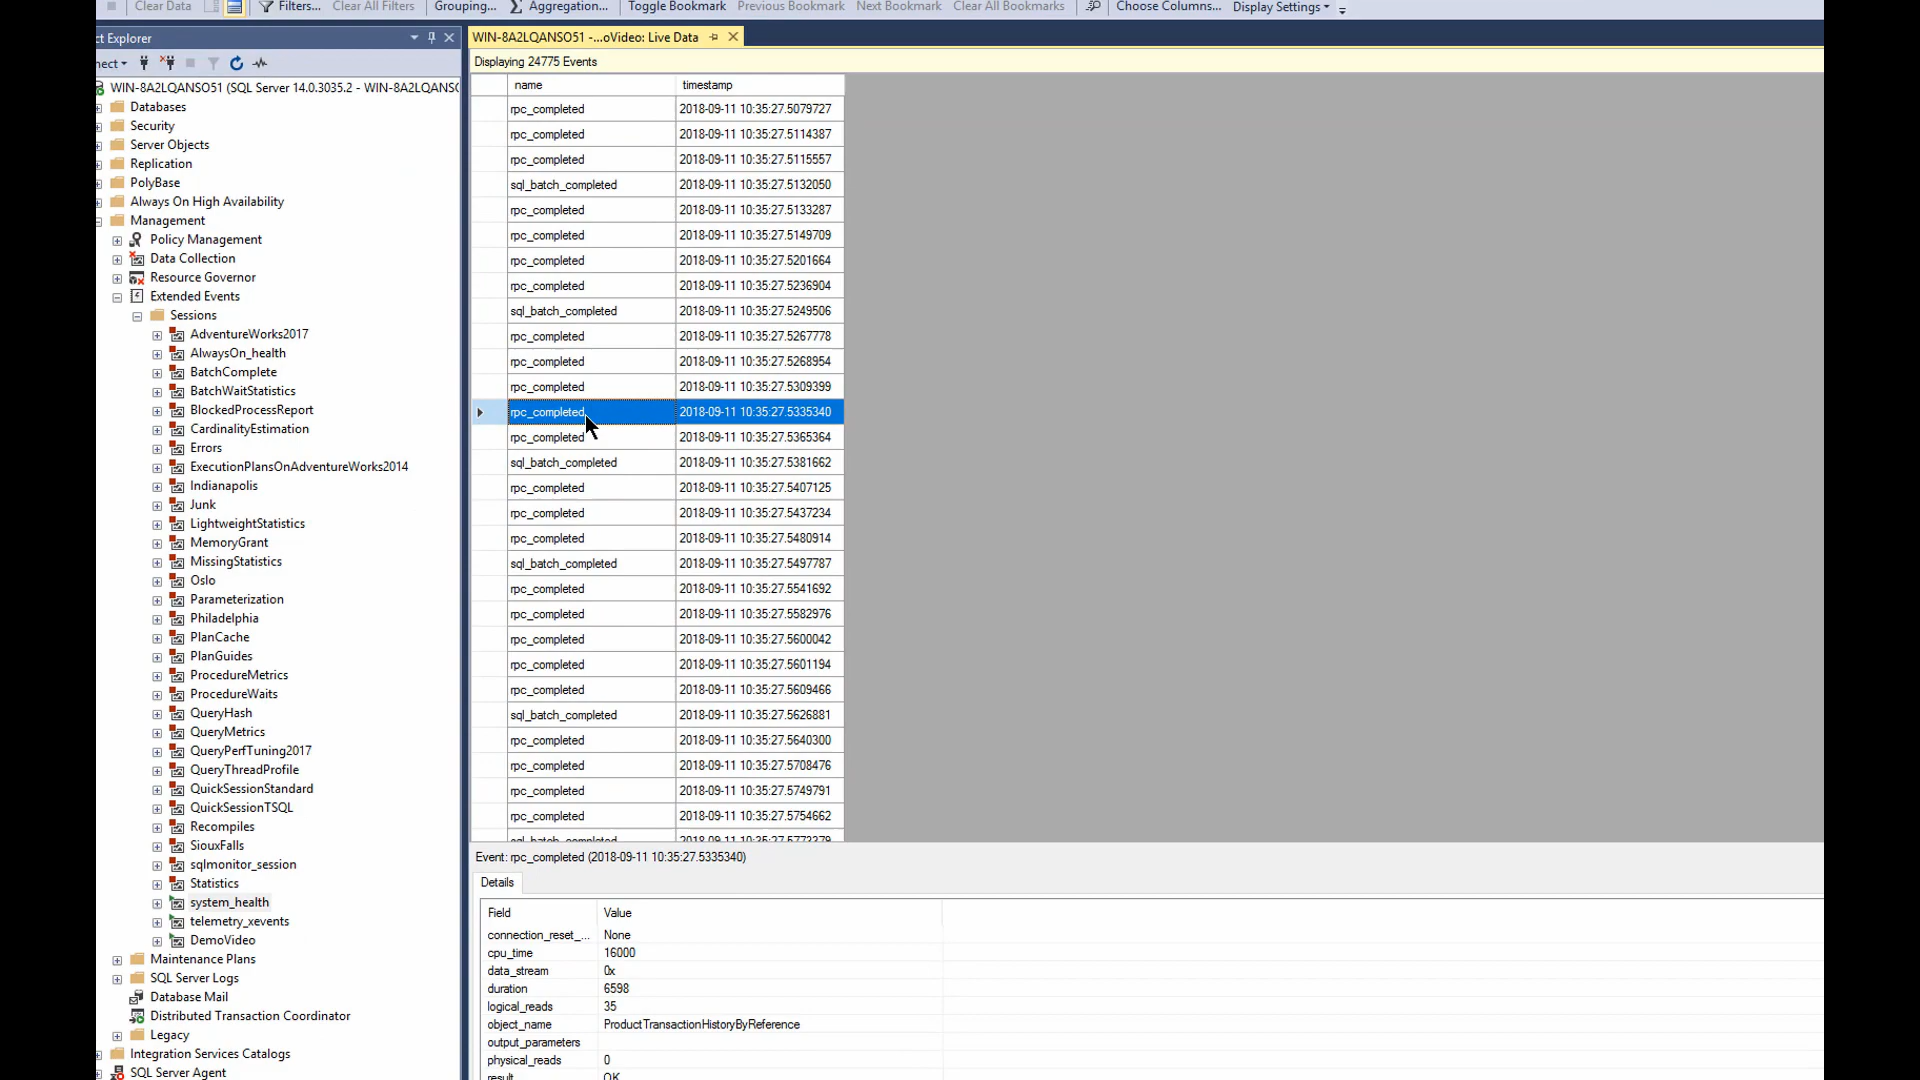 Clear Data Filters... Clear All Filters Grouping... Aggregation... Toggle Bookmark Previous Bookmark Next Bookmark Clear All Bookmarks Choose Columns... Display Settings
ct Explorer
nect
WIN-8A2LQANSO51 (SQL Server 14.0.3035.2 - WIN-8A2LQANSC
Databases
Security
Server Objects
Replication
PolyBase
Always On High Availability
Management
Policy Management
Data Collection
Resource Governor
Extended Events
Sessions
AdventureWorks2017
AlwaysOn_health
BatchComplete
BatchWaitStatistics
BlockedProcessReport
CardinalityEstimation
Errors
ExecutionPlansOnAdventureWorks2014
Indianapolis
Junk
LightweightStatistics
MemoryGrant
MissingStatistics
Oslo
Parameterization
Philadelphia
PlanCache
PlanGuides
ProcedureMetrics
ProcedureWaits
QueryHash
QueryMetrics
QueryPerfTuning2017
QueryThreadProfile
QuickSessionStandard
QuickSessionTSQL
Recompiles
SiouxFalls
sqlmonitor_session
Statistics
system_health
telemetry_xevents
DemoVideo
Maintenance Plans
SQL Server Logs
Database Mail
Distributed Transaction Coordinator
Legacy
Integration Services Catalogs
SQL Server Agent
WIN-8A2LQANSO51 -...oVideo: Live Data
Displaying 24775 Events
name timestamp
rpc_completed 2018-09-11 10:35:27.5079727
rpc_completed 2018-09-11 10:35:27.5114387
rpc_completed 2018-09-11 10:35:27.5115557
sql_batch_completed 2018-09-11 10:35:27.5132050
rpc_completed 2018-09-11 10:35:27.5133287
rpc_completed 2018-09-11 10:35:27.5149709
rpc_completed 2018-09-11 10:35:27.5201664
rpc_completed 2018-09-11 10:35:27.5236904
sql_batch_completed 2018-09-11 10:35:27.5249506
rpc_completed 2018-09-11 10:35:27.5267778
rpc_completed 2018-09-11 10:35:27.5268954
rpc_completed 2018-09-11 10:35:27.5309399
rpc_completed 2018-09-11 10:35:27.5335340
rpc_completed 2018-09-11 10:35:27.5365364
sql_batch_completed 2018-09-11 10:35:27.5381662
rpc_completed 2018-09-11 10:35:27.5407125
rpc_completed 2018-09-11 10:35:27.5437234
rpc_completed 2018-09-11 10:35:27.5480914
sql_batch_completed 2018-09-11 10:35:27.5497787
rpc_completed 2018-09-11 10:35:27.5541692
rpc_completed 2018-09-11 10:35:27.5582976
rpc_completed 2018-09-11 10:35:27.5600042
rpc_completed 2018-09-11 10:35:27.5601194
rpc_completed 2018-09-11 10:35:27.5609466
sql_batch_completed 2018-09-11 10:35:27.5626881
rpc_completed 2018-09-11 10:35:27.5640300
rpc_completed 2018-09-11 10:35:27.5708476
rpc_completed 2018-09-11 10:35:27.5749791
rpc_completed 2018-09-11 10:35:27.5754662
sql_batch_completed 2018-09-11 10:35:27.5773379
Event: rpc_completed (2018-09-11 10:35:27.5335340)
Details
Field Value
connection_reset_... None
cpu_time 16000
data_stream 0x
duration 6598
logical_reads 35
object_name ProductTransactionHistoryByReference
output_parameters
physical_reads 0
result OK